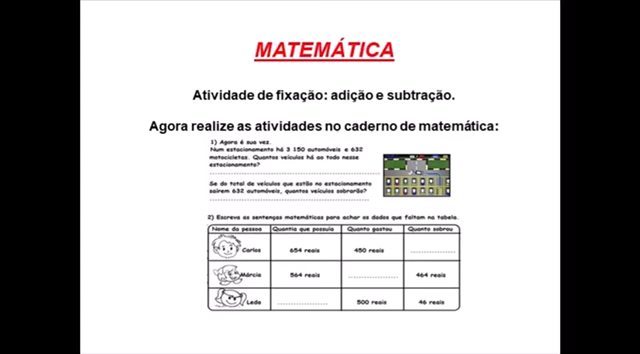 MATEMÁTICA
Atividade de fixação: adição e subtração.
Agora realize as atividades no caderno de matemática:
1) Agora é sua vez.
Num estacionamento há 3 150 automóveis e 632
motocicletas. Quantos veículos há ao todo nesse
estacionamento?
Se do total de veículos que estão no estacionamento
saírem 632 automóveis, quantos veículos sobrarão?
2) Escreva as sentenças matemáticas para achar os dados que faltam na tabela.
Nome da pessoa Quantia que possuía Quanto gastou Quanto sobrou
Carlos 654 reais 450 reais
Márcia 564 reais 464 reais
Leda 500 reais 46 reais